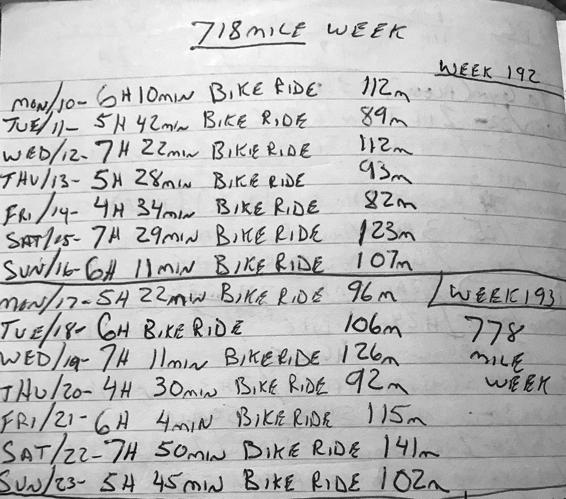 718 MILE WEEK
WEEK 192
MON/10- 6H 10MIN BIKE RIDE 112m
TUE/11- 5H 42MIN BIKE RIDE 89m
WED/12- 7H 22MIN BIKE RIDE 112m
THU/13- 5H 28MIN BIKE RIDE 93m
FRI/14- 4H 34MIN BIKE RIDE 82m
SAT/15- 7H 29MIN BIKE RIDE 123m
SUN/16- 6H 11MIN BIKE RIDE 107m
MON/17- 5H 22MIN BIKE RIDE 96m WEEK 193
TUE/18- 6H BIKE RIDE 106m 778
WED/19- 7H 11MIN BIKE RIDE 126m MILE
THU/20- 4H 30MIN BIKE RIDE 92m WEEK
FRI/21- 6H 4MIN BIKE RIDE 115m
SAT/22- 7H 50MIN BIKE RIDE 141m
SUN/23- 5H 45MIN BIKE RIDE 102m